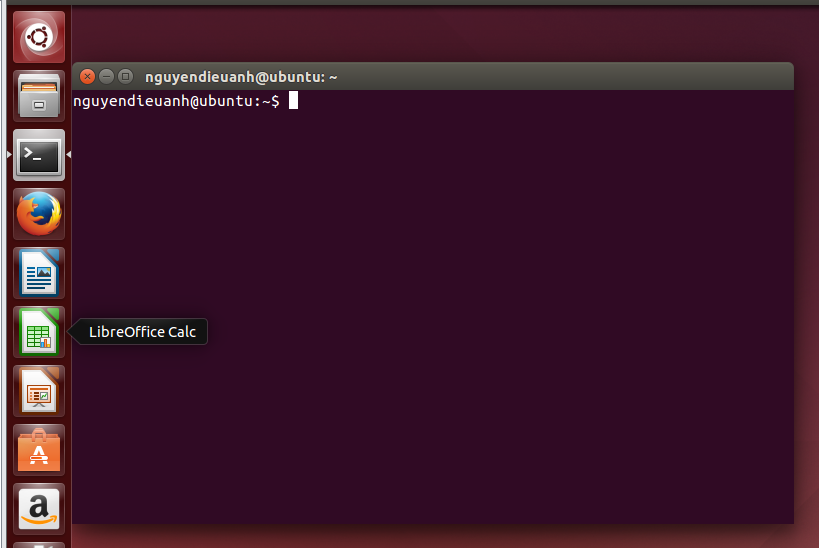 nguyendieuanh@ubuntu: ~
nguyendieuanh@ubuntu:~$
>_
LibreOffice Calc
A
a